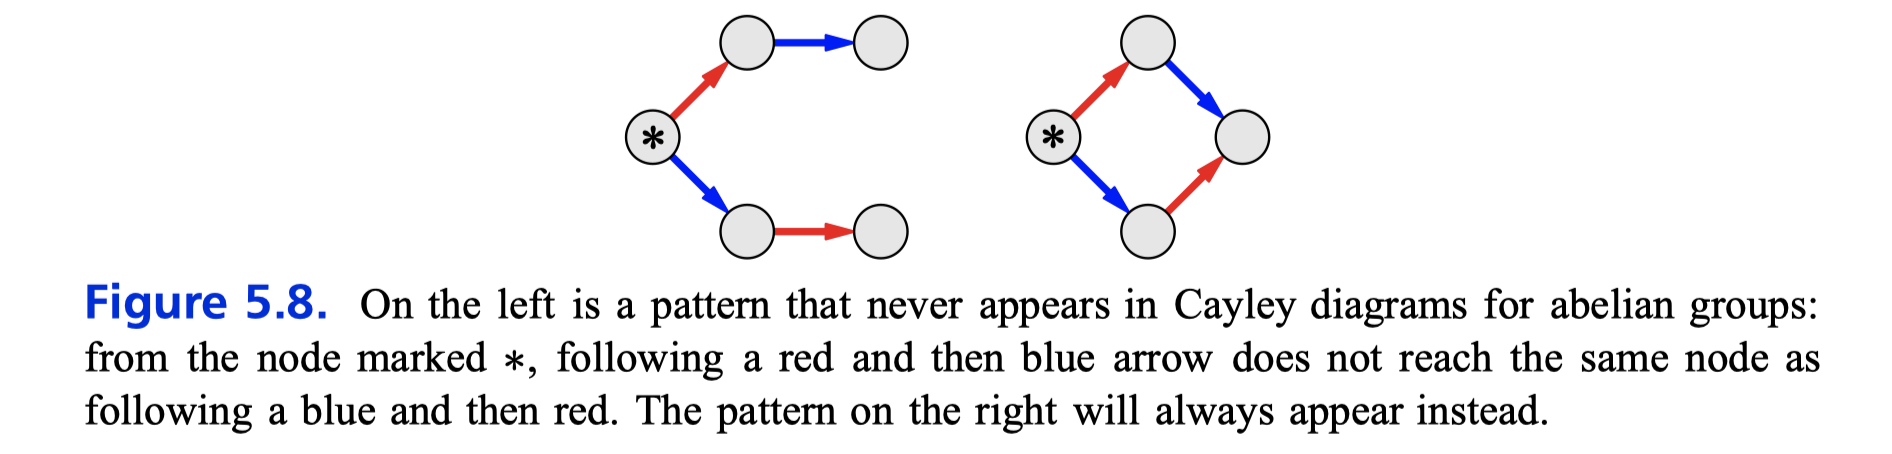 *
*
Figure 5.8. On the left is a pattern that never appears in Cayley diagrams for abelian groups:
from the node marked *, following a red and then blue arrow does not reach the same node as
following a blue and then red. The pattern on the right will always appear instead.